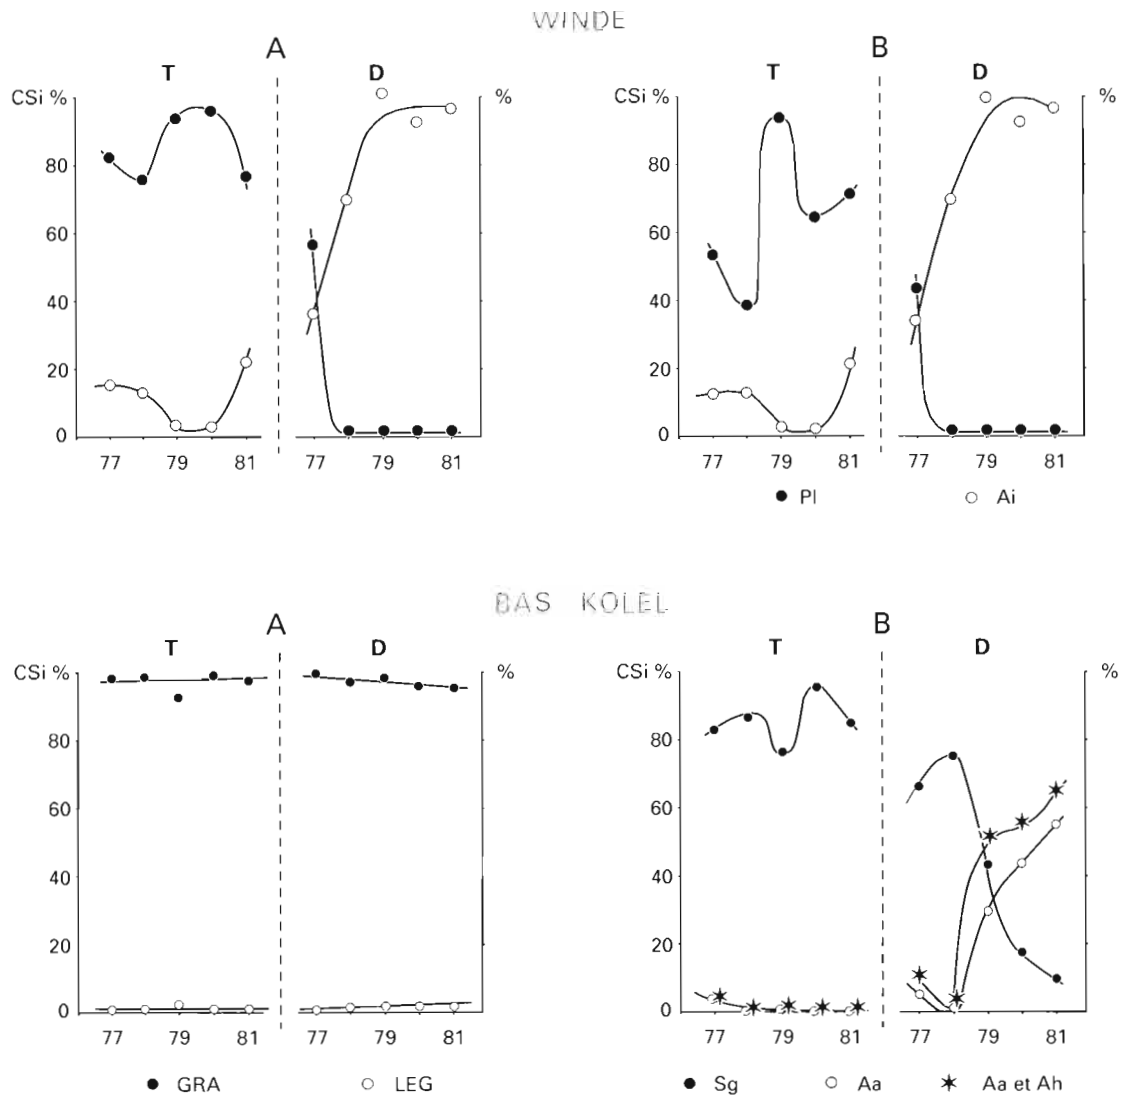 WINDE
A B
T D T D
CSi % % CSi % %
80 80
60 60
40 40
20 20
0 0
77 79 81 77 79 81 77 79 81 77 79 81
Pl Ai
BAS KOLEL
A B
T D T D
CSi % % CSi % %
80 80
60 60
40 40
20 20
0 0
77 79 81 77 79 81 77 79 81 77 79 81
GRA LEG Sg Aa Aa et Ah